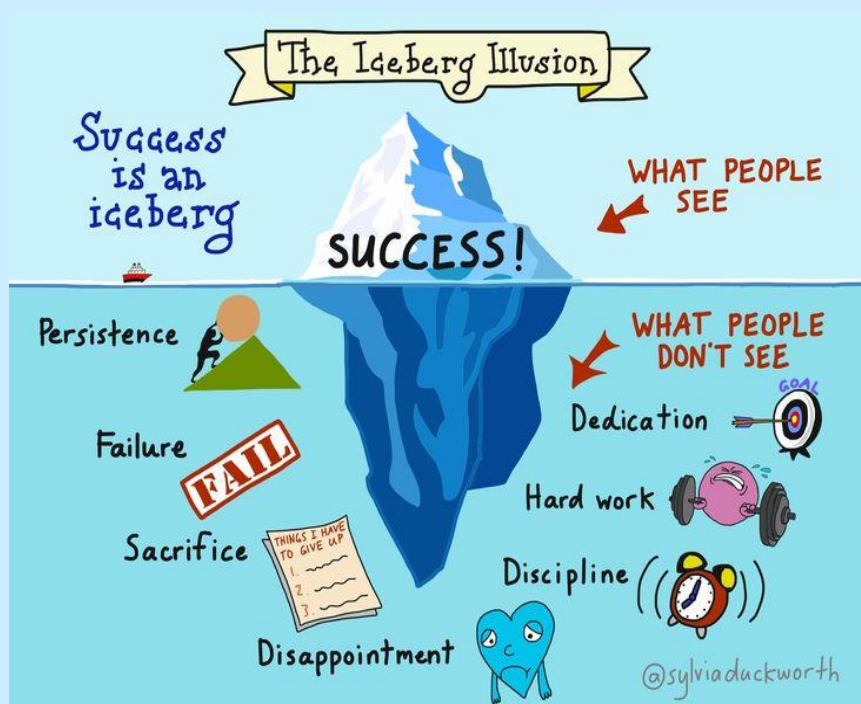 The Iceberg Illusion
Success
is an
iceberg
WHAT PEOPLE
SEE
SUCCESS!
Persistence
WHAT PEOPLE
DON'T SEE
GOAL
Dedication
Failure
FAIL
Hard work
Sacrifice
THINGS I HAVE
TO GIVE UP
1.
2.
3.
Discipline
Disappointment
@sylviaduckworth